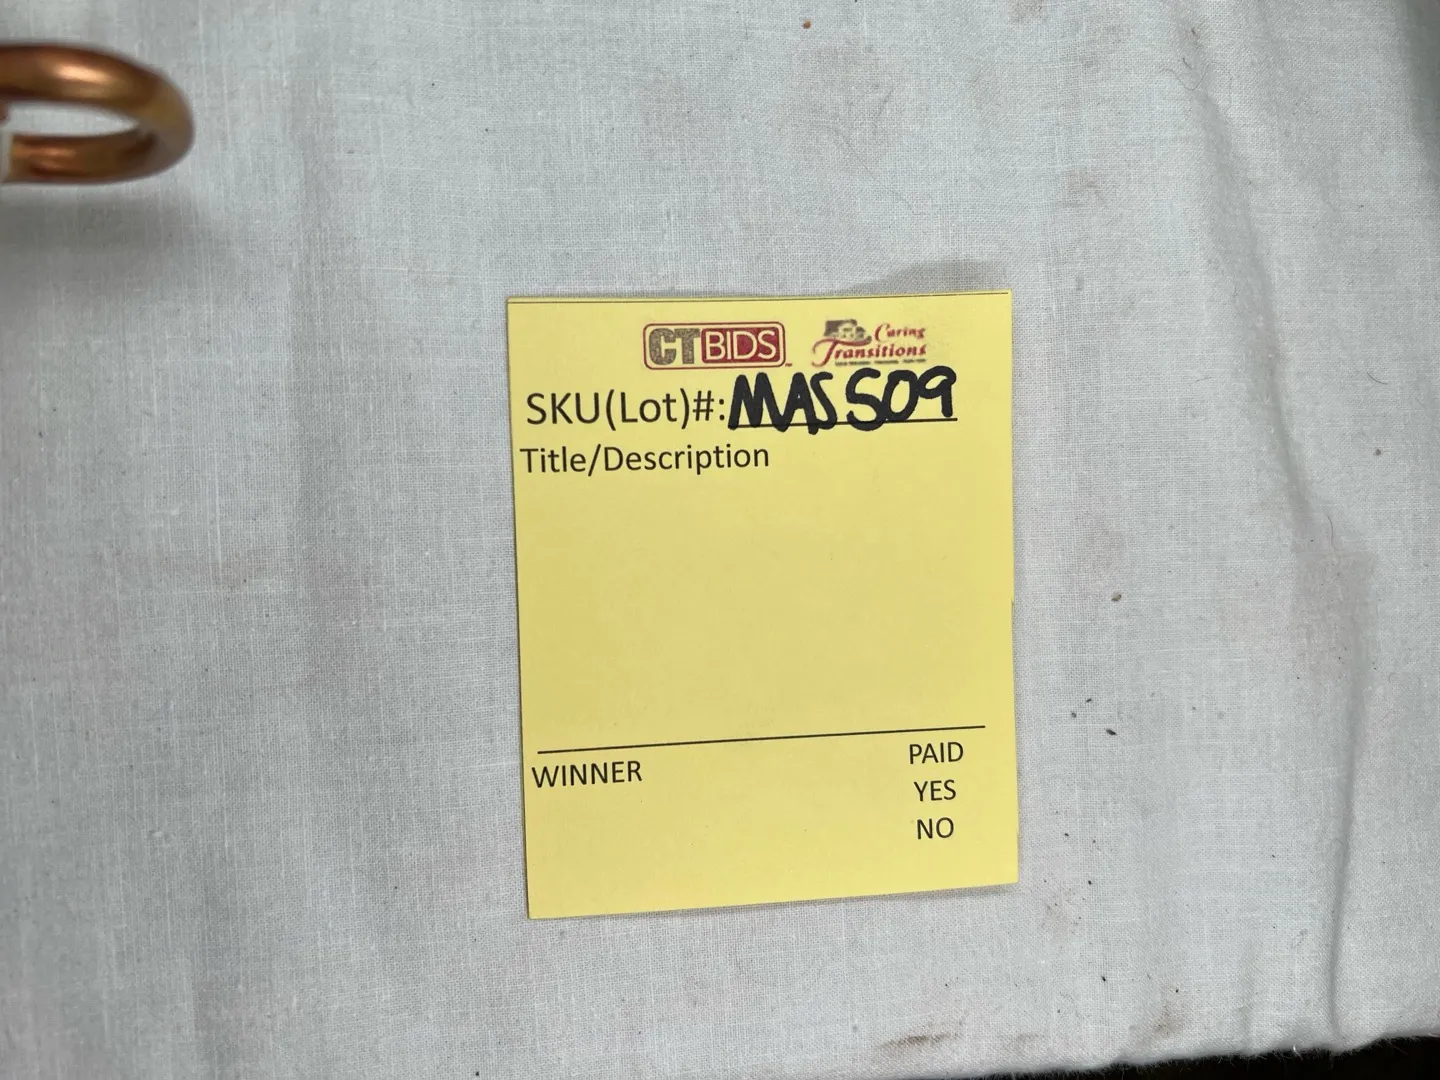 CTBIDS Caring Transitions
SKU(Lot)#: MAS509
Title/Description
WINNER
PAID
YES
NO